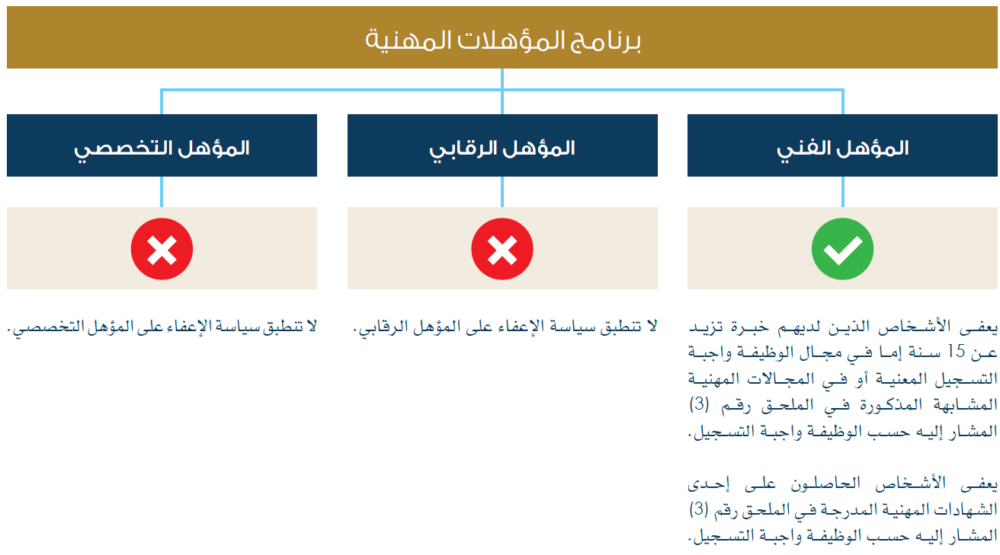 برنامج المؤهلات المهنية
المؤهل الفني
المؤهل الرقابي
المؤهل التخصصي
يعفى الأشخاص الذين لديهم خبرة تزيد
عن 15 سنة إما في مجال الوظيفة واجبة
التسجيل المعنية أو في المجالات المهنية
المشابهة المذكورة في الملحق رقم (3)
المشار إليه حسب الوظيفة واجبة التسجيل.
يعفى الأشخاص الحاصلون على إحدى
الشهادات المهنية المدرجة في الملحق رقم (3)
المشار إليه حسب الوظيفة واجبة التسجيل.
لا تنطبق سياسة الإعفاء على المؤهل الرقابي.
لا تنطبق سياسة الإعفاء على المؤهل التخصصي.